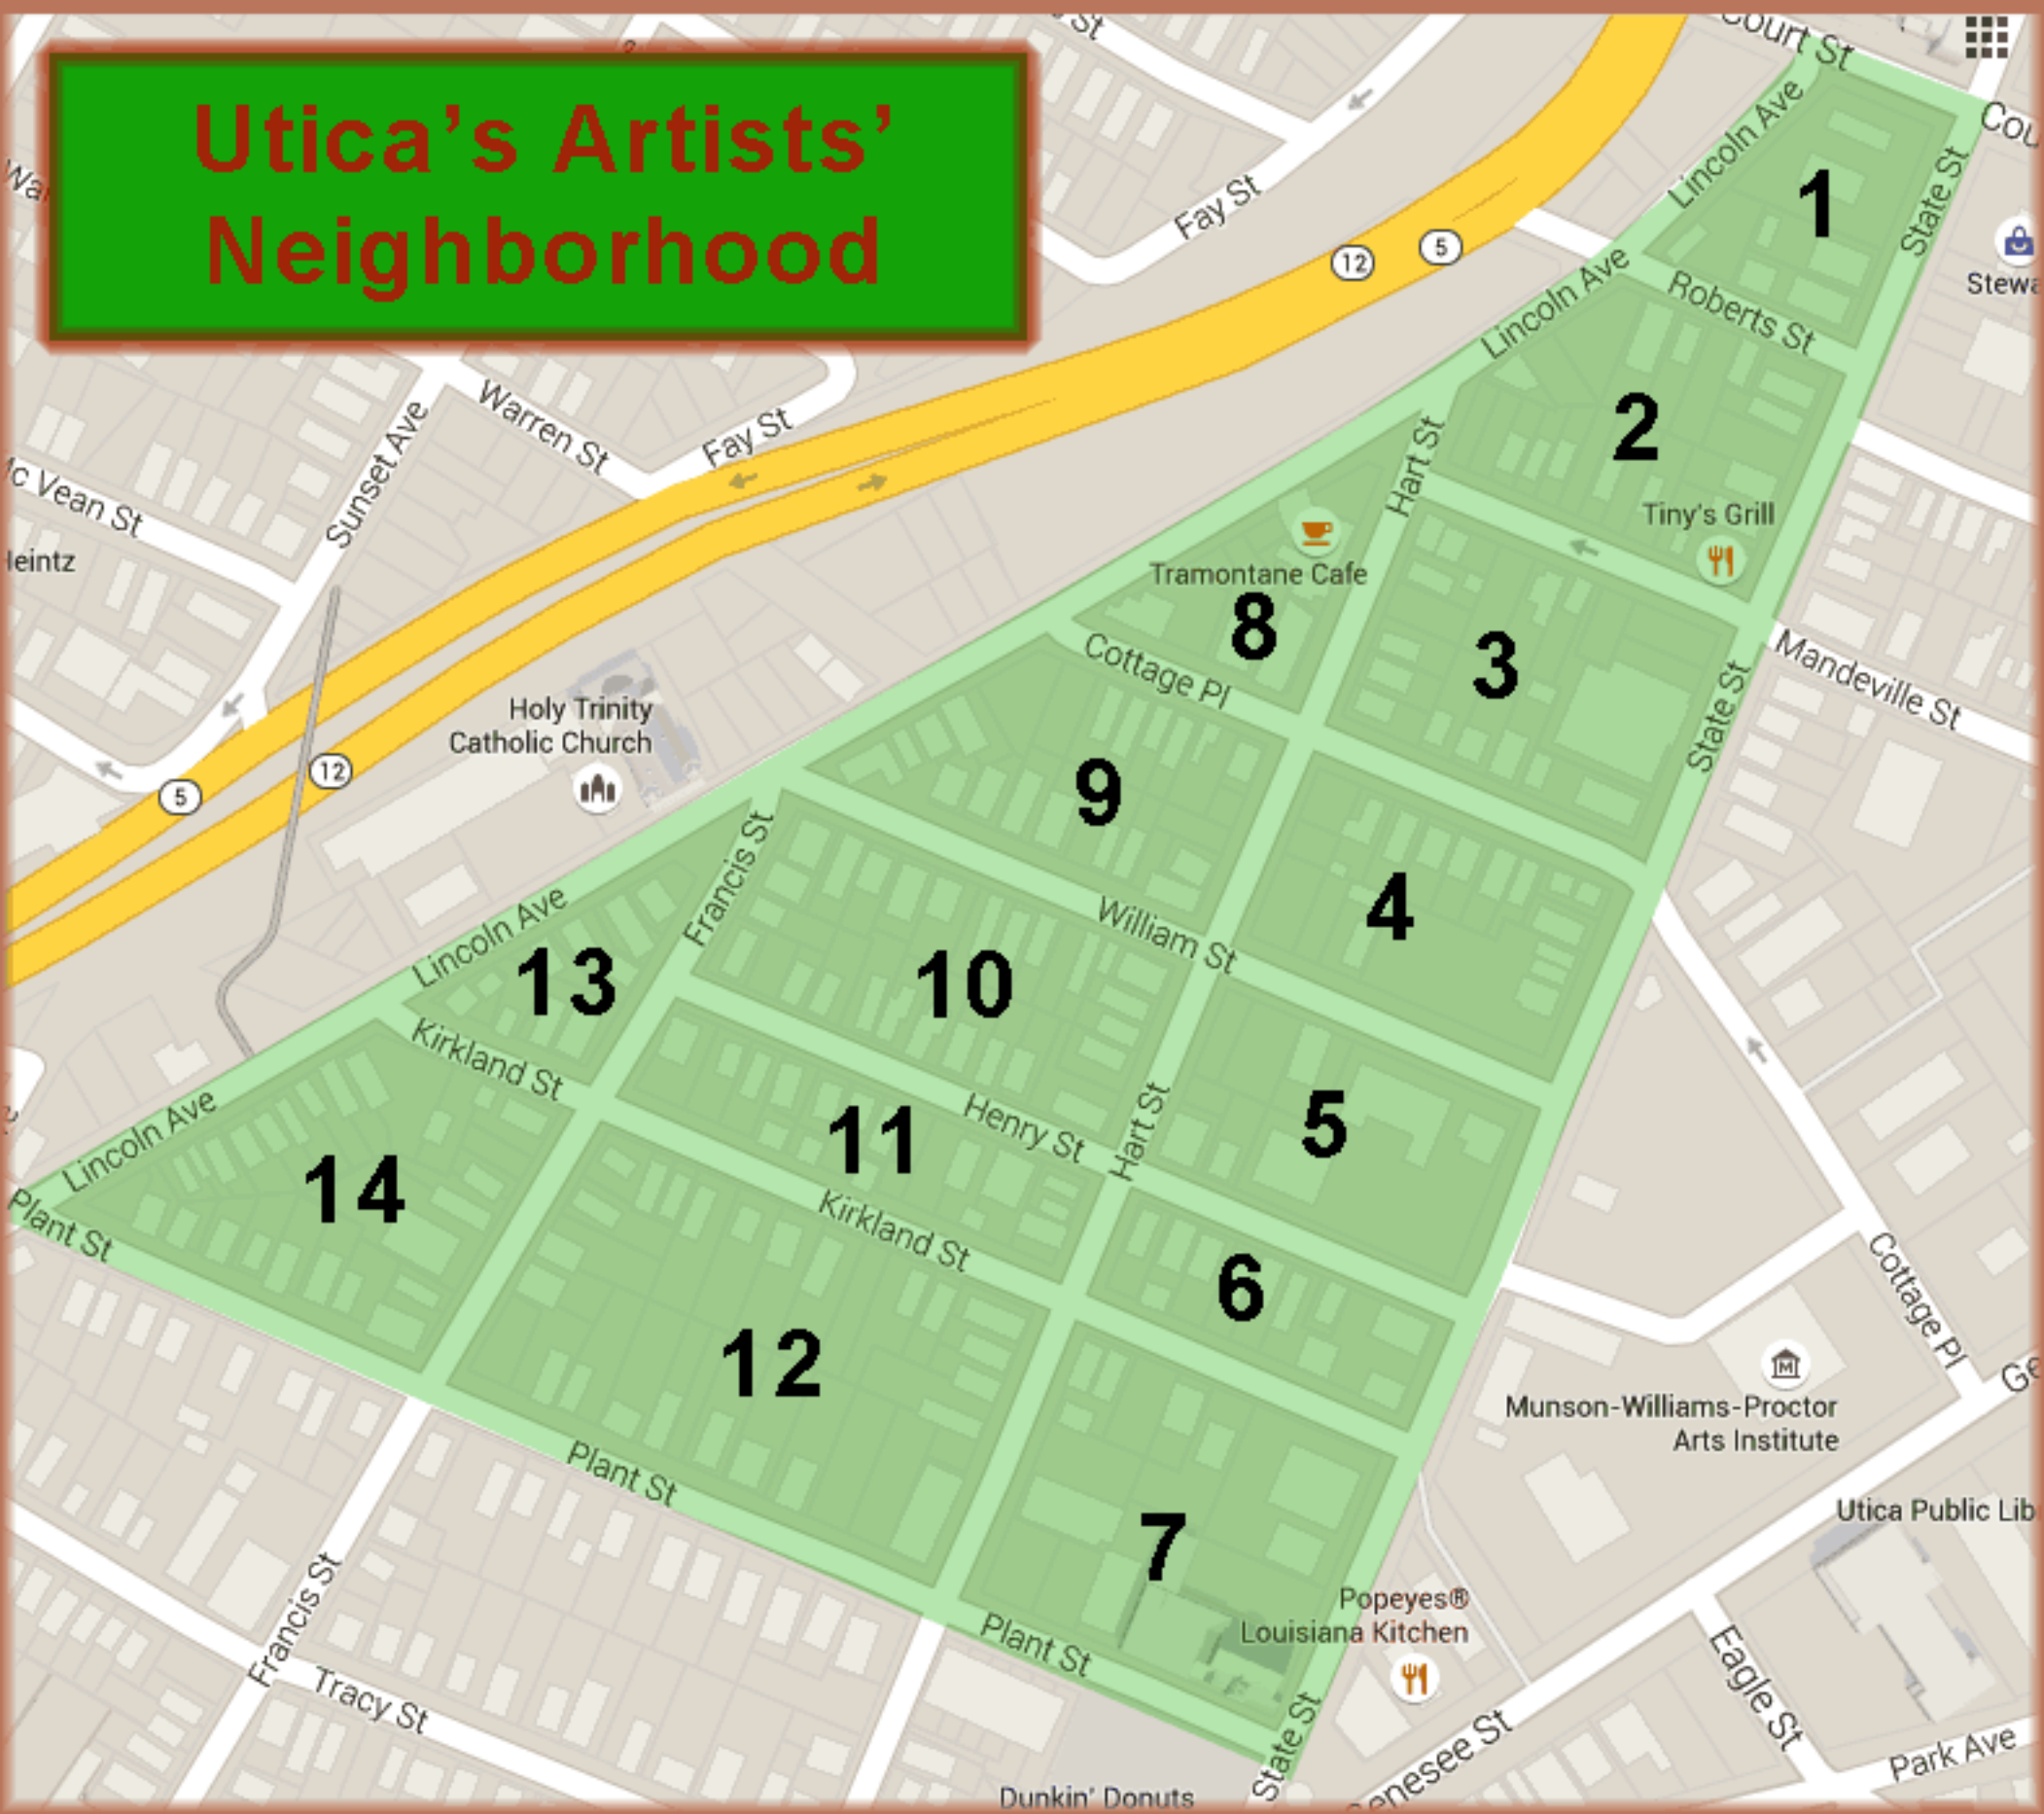 Utica’s Artists’
Neighborhood
Court St
Lincoln Ave
State St
1
Fay St
12
5
Lincoln Ave
Roberts St
Warren St
Fay St
Sunset Ave
Hart St
2
Tiny's Grill
Tramontane Cafe
8
3
Mandeville St
Cottage Pl
State St
Holy Trinity
Catholic Church
12
5
9
4
William St
Francis St
Lincoln Ave
13
10
Kirkland St
Henry St
Hart St
11
5
Lincoln Ave
14
Plant St
Kirkland St
6
12
Cottage Pl
Munson-Williams-Proctor
Arts Institute
Plant St
7
Utica Public Lib
Popeyes®
Louisiana Kitchen
Plant St
Francis St
Tracy St
State St
Eagle St
Park Ave
Dunkin' Donuts